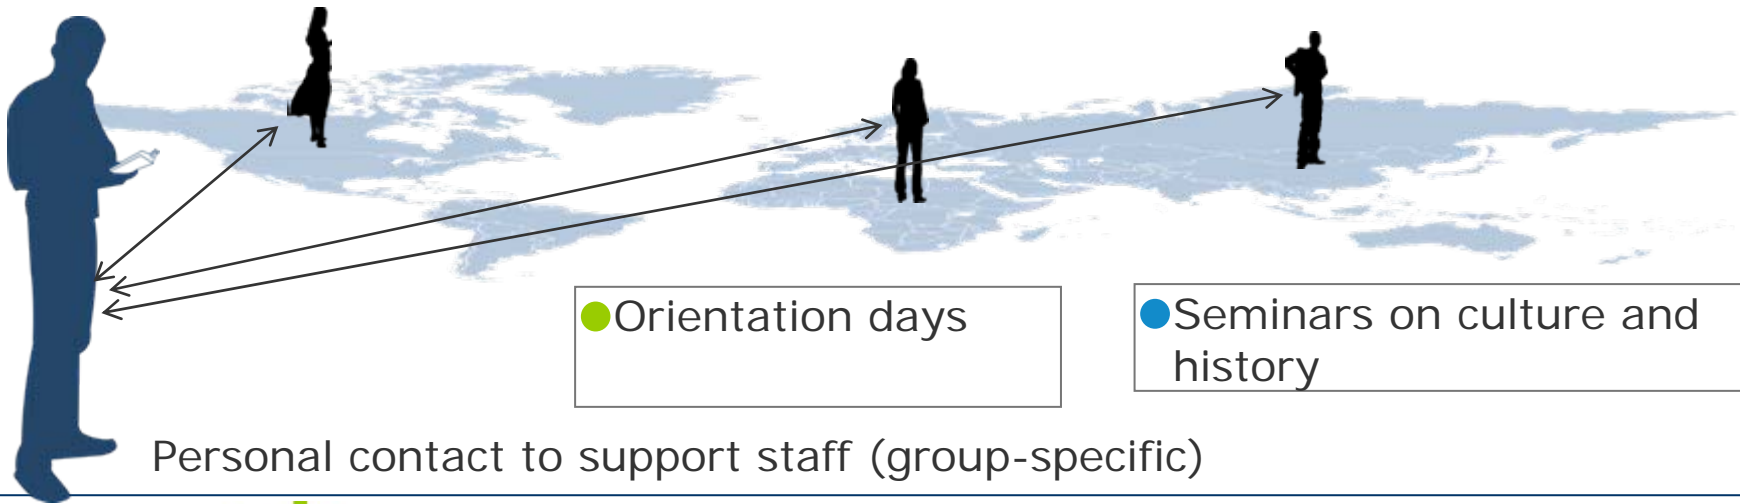 Orientation days
Seminars on culture and
history
Personal contact to support staff (group-specific)